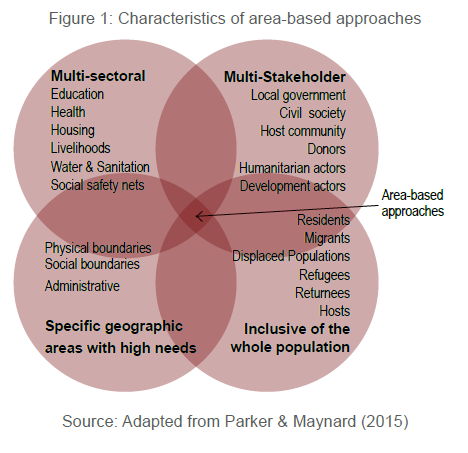 Figure 1: Characteristics of area-based approaches
Multi-sectoral
Education
Health
Housing
Livelihoods
Water & Sanitation
Social safety nets
Multi-Stakeholder
Local government
Civil society
Host community
Donors
Humanitarian actors
Development actors
Area-based
approaches
Physical boundaries
Social boundaries
Administrative
Specific geographic
areas with high needs
Residents
Migrants
Displaced Populations
Refugees
Returnees
Hosts
Inclusive of the
whole population
Source: Adapted from Parker & Maynard (2015)